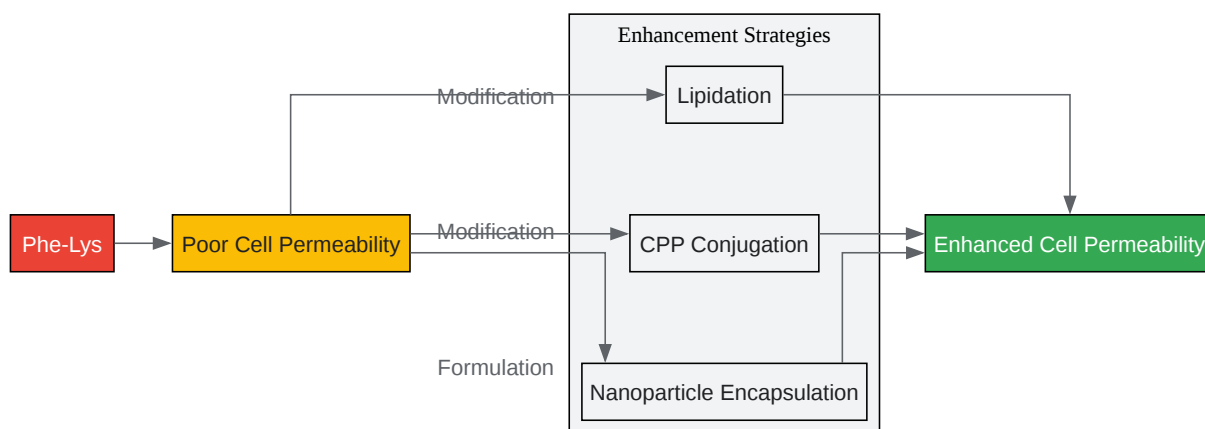 Enhancement Strategies
Modification
Lipidation
Phe-Lys
Poor Cell Permeability
Modification
CPP Conjugation
Enhanced Cell Permeability
Formulation
Nanoparticle Encapsulation